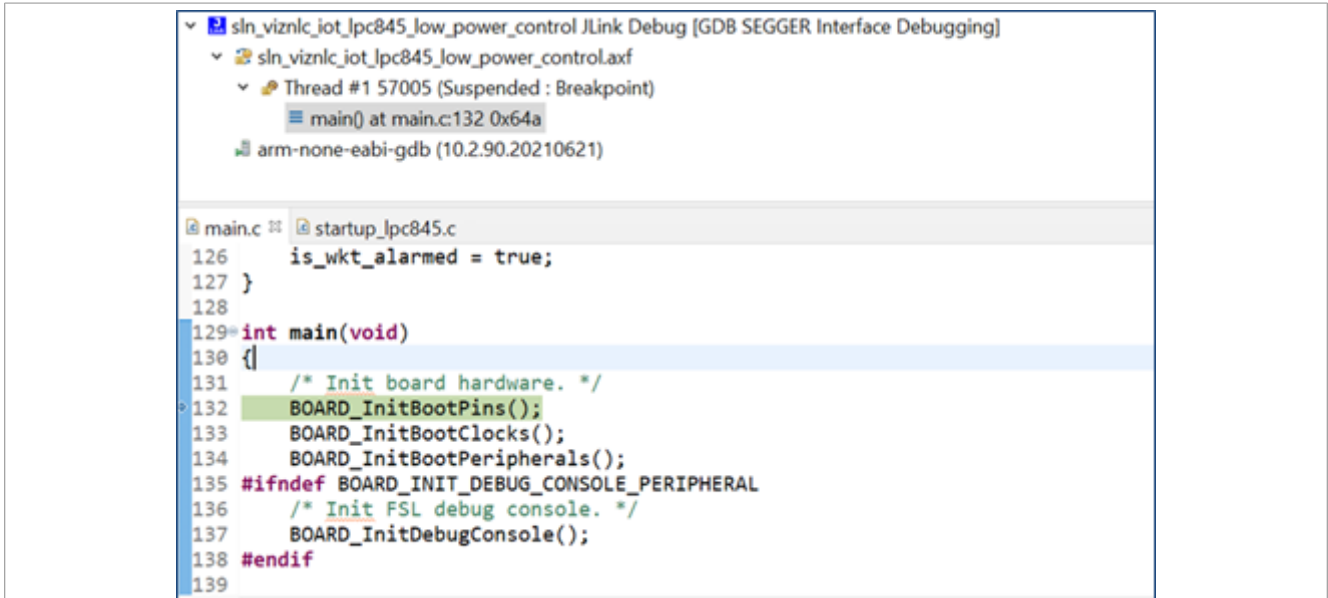 sln_viznlc_iot_lpc845_low_power_control JLink Debug [GDB SEGGER Interface Debugging]
sln_viznlc_iot_lpc845_low_power_control.axf
Thread #1 57005 (Suspended : Breakpoint)
main() at main.c:132 0x64a
arm-none-eabi-gdb (10.2.90.20210621)
main.c startup_lpc845.c
126 is_wkt_alarmed = true;
127 }
128
129 int main(void)
130 {
131 /* Init board hardware. */
132 BOARD_InitBootPins();
133 BOARD_InitBootClocks();
134 BOARD_InitBootPeripherals();
135 #ifndef BOARD_INIT_DEBUG_CONSOLE_PERIPHERAL
136 /* Init FSL debug console. */
137 BOARD_InitDebugConsole();
138 #endif
139